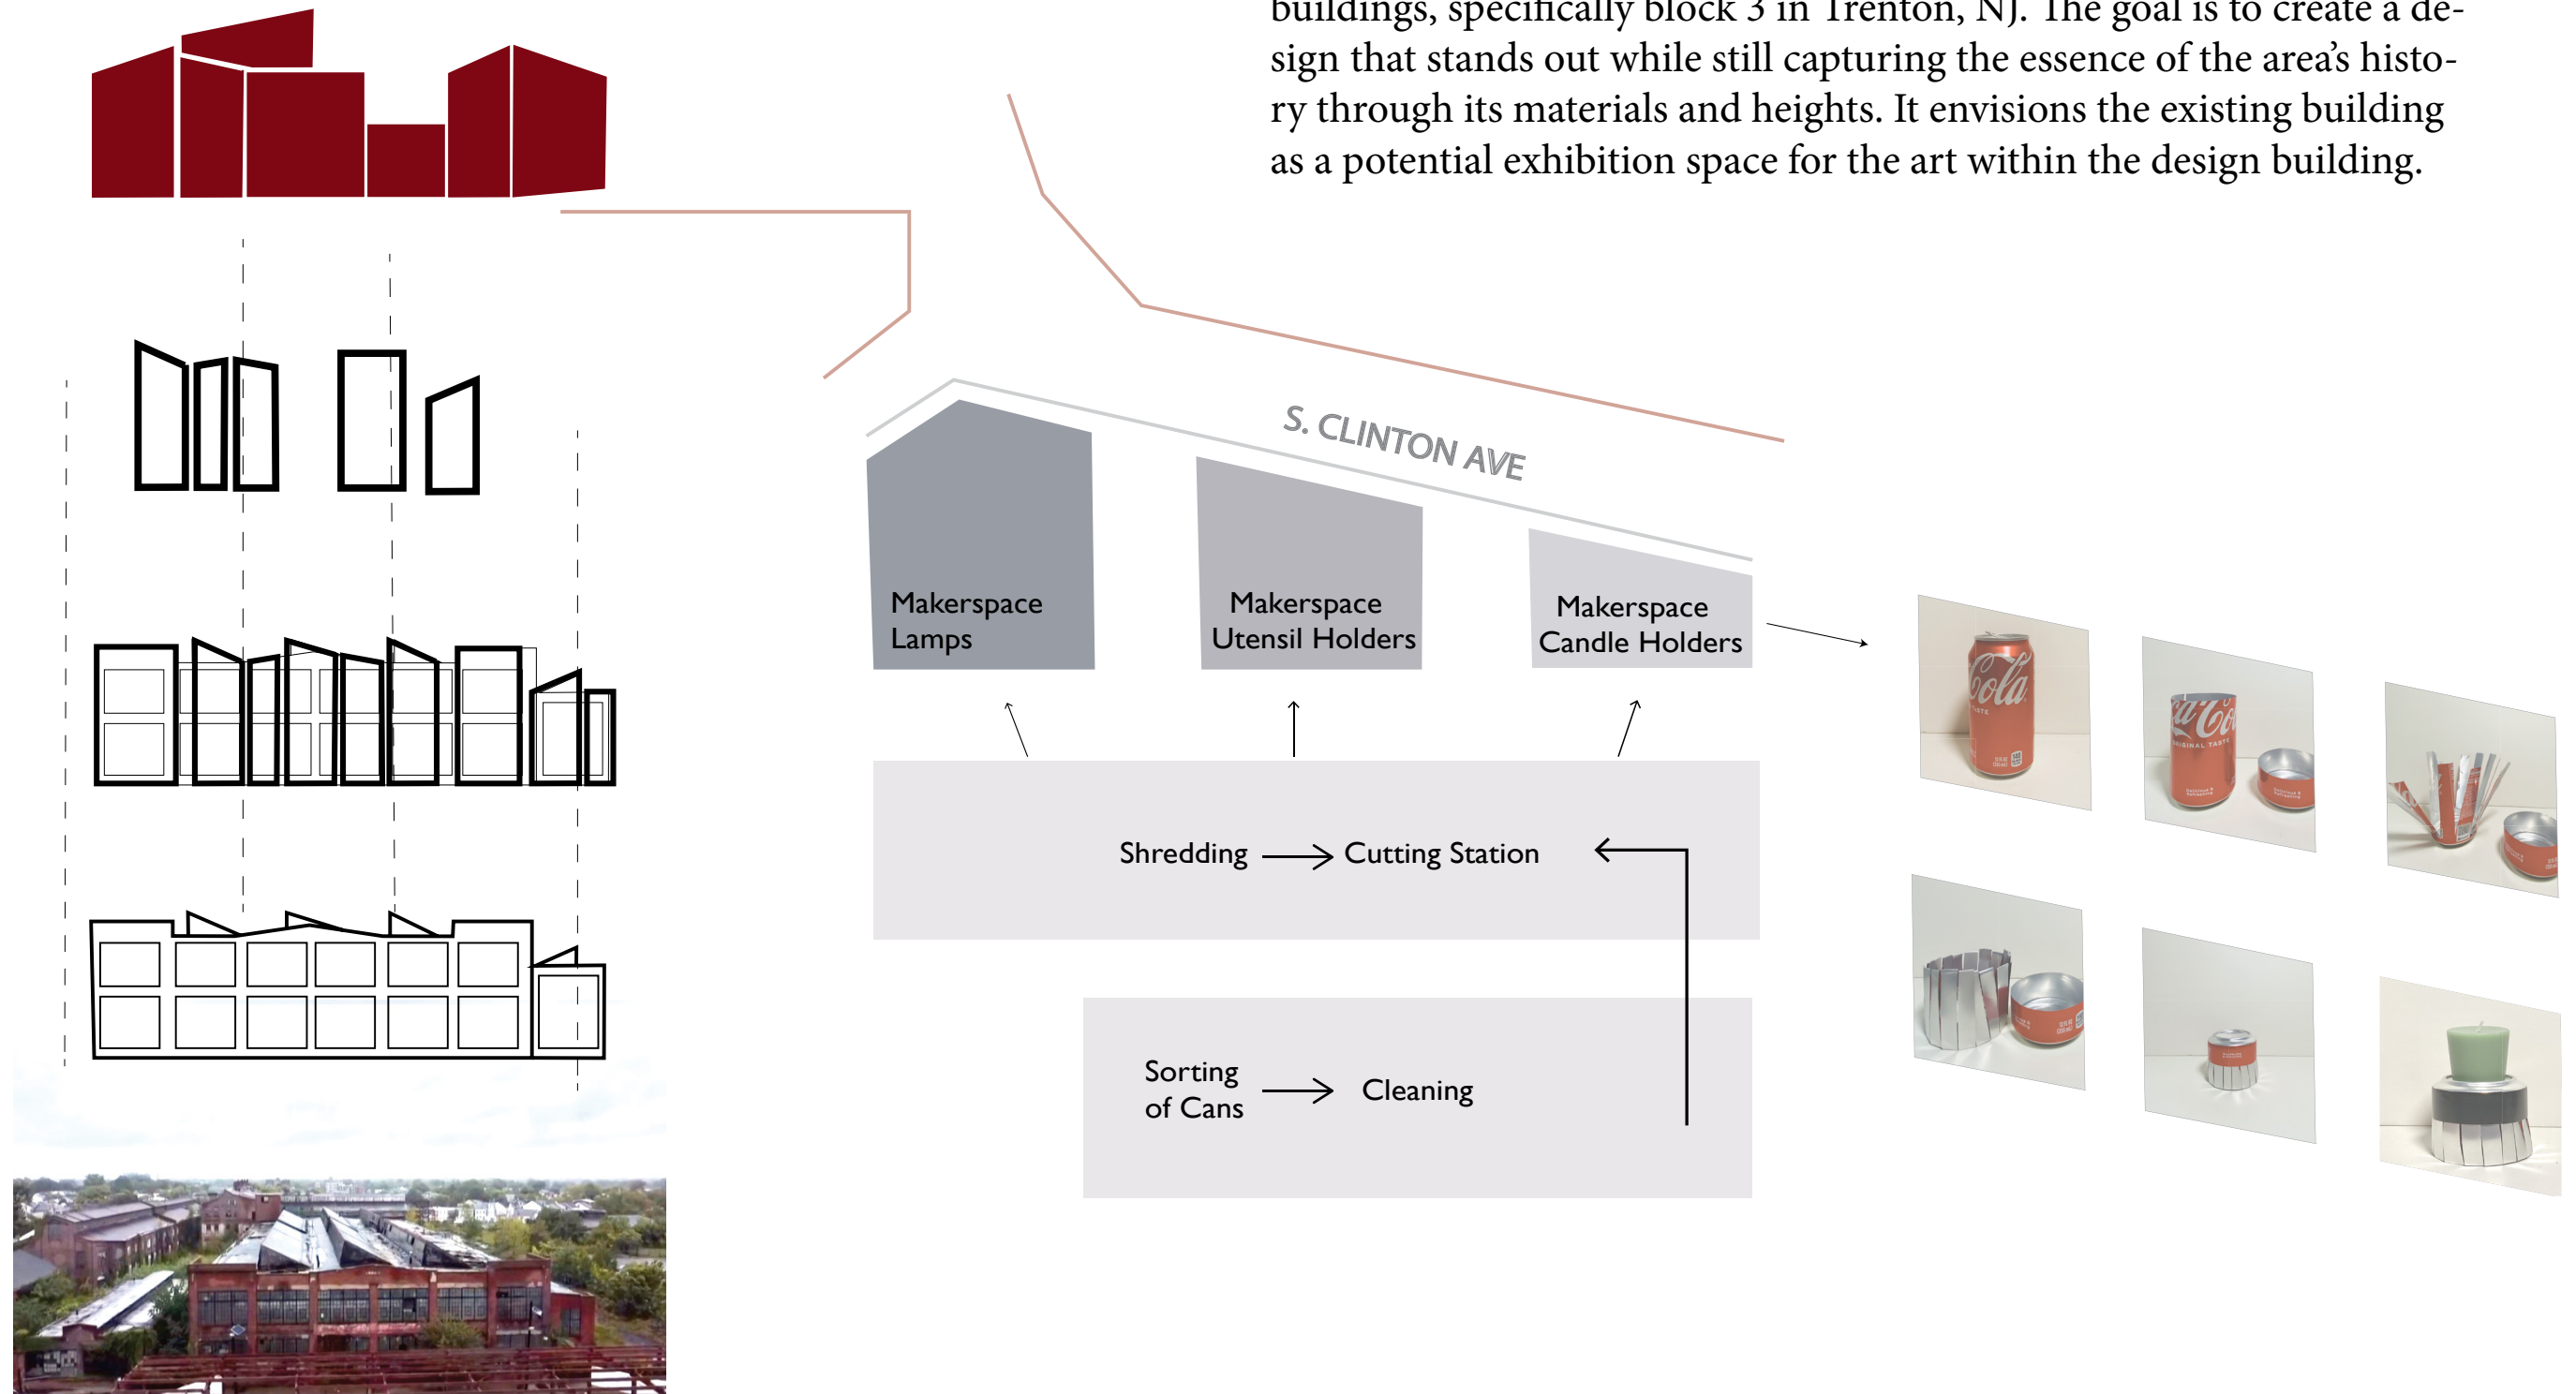 buildings, specifically block 3 in Trenton, NJ. The goal is to create a de-
sign that stands out while still capturing the essence of the area’s histo-
ry through its materials and heights. It envisions the existing building
as a potential exhibition space for the art within the design building.
S. CLINTON AVE
Makerspace
Lamps
Makerspace
Utensil Holders
Makerspace
Candle Holders
Shredding
Cutting Station
Sorting
of Cans
Cleaning
Cola
ORIGINAL TASTE